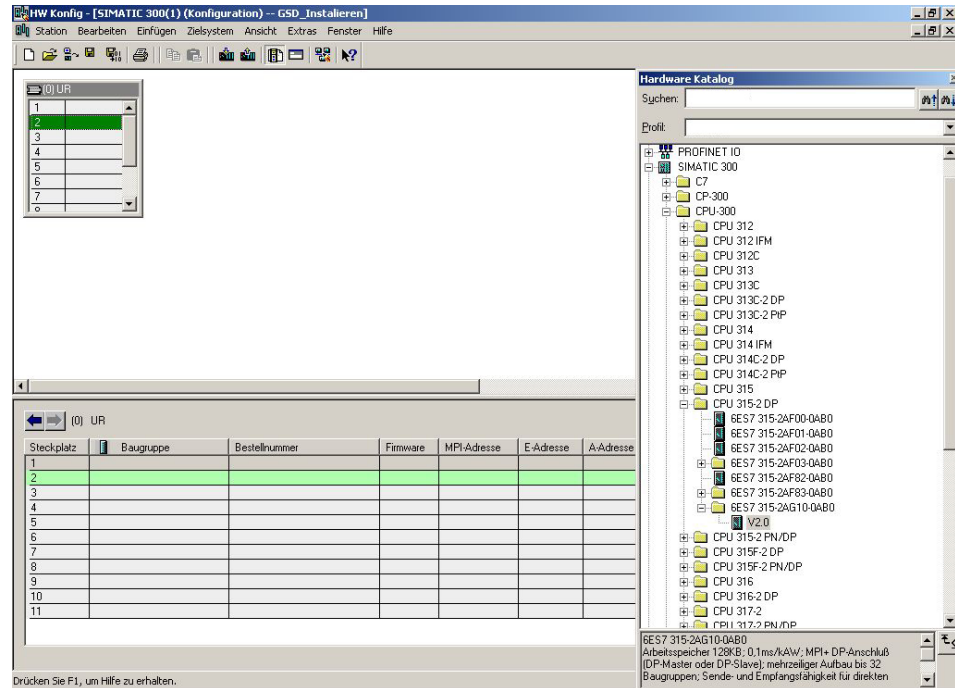 HW Konfig - [SIMATIC 300(1) (Konfiguration) -- GSD_Instalieren]
Station Bearbeiten Einfügen Zielsystem Ansicht Extras Fenster Hilfe
(0) UR
1
2
3
4
5
6
7
8
Hardware Katalog
Suchen:
Profil:
PROFINET IO
SIMATIC 300
C7
CP-300
CPU-300
CPU 312
CPU 312 IFM
CPU 312C
CPU 313
CPU 313C
CPU 313C-2 DP
CPU 313C-2 PtP
CPU 314
CPU 314 IFM
CPU 314C-2 DP
CPU 314C-2 PtP
CPU 315
CPU 315-2 DP
6ES7 315-2AF00-0AB0
6ES7 315-2AF01-0AB0
6ES7 315-2AF02-0AB0
6ES7 315-2AF03-0AB0
6ES7 315-2AF82-0AB0
6ES7 315-2AF83-0AB0
6ES7 315-2AG10-0AB0
V2.0
CPU 315-2 PN/DP
CPU 315F-2 DP
CPU 315F-2 PN/DP
CPU 316
CPU 316-2 DP
CPU 317-2
CPU 317-2 PN/DP
6ES7 315-2AG10-0AB0
Arbeitsspeicher 128KB; 0,1ms/kAW; MPI+ DP-Anschluß
(DP-Master oder DP-Slave); mehrzeiliger Aufbau bis 32
Baugruppen; Sende- und Empfangsfähigkeit für direkten
(0) UR
Steckplatz Baugruppe Bestellnummer Firmware MPI-Adresse E-Adresse A-Adresse
1
2
3
4
5
6
7
8
9
10
11
Drücken Sie F1, um Hilfe zu erhalten.